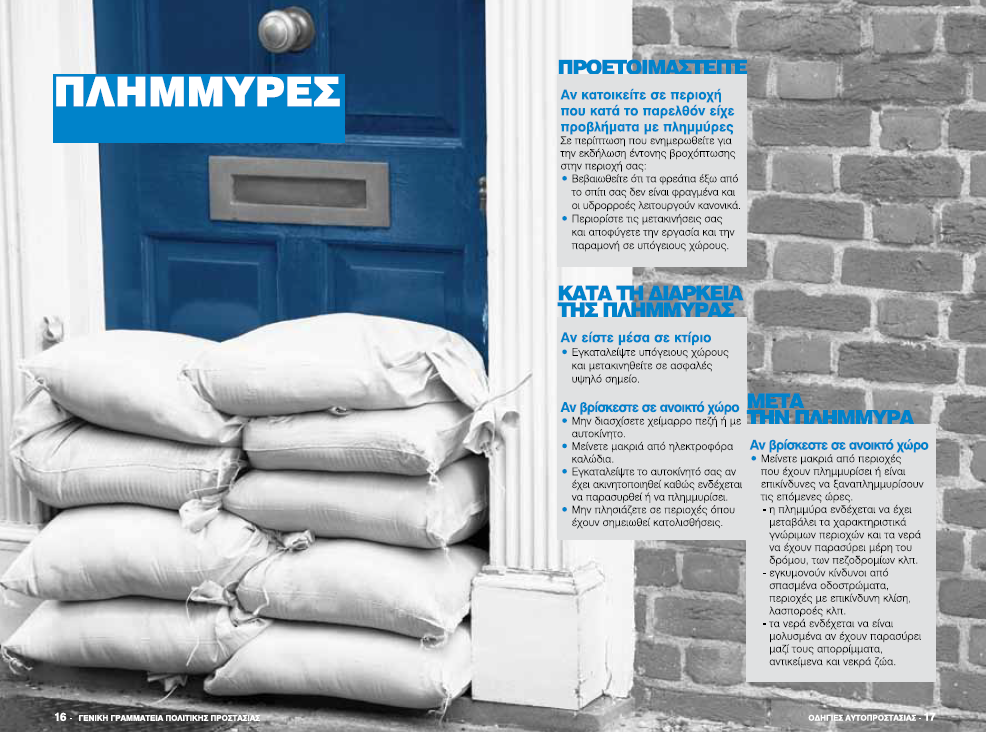 ΠΛΗΜΜΥΡΕΣ
ΠΡΟΕΤΟΙΜΑΣΤΕΙΤΕ
Αν κατοικείτε σε περιοχή
που κατά το παρελθόν είχε
προβλήματα με πλημμύρες
Σε περίπτωση που ενημερωθείτε για
την εκδήλωση έντονης βροχόπτωσης
στην περιοχή σας:
• Βεβαιωθείτε ότι τα φρεάτια έξω από
το σπίτι σας δεν είναι φραγμένα και
οι υδρορροές λειτουργούν κανονικά.
• Περιορίστε τις μετακινήσεις σας
και αποφύγετε την εργασία και την
παραμονή σε υπόγειους χώρους.
ΚΑΤΑ ΤΗ ΔΙΑΡΚΕΙΑ
ΤΗΣ ΠΛΗΜΜΥΡΑΣ
Αν είστε μέσα σε κτίριο
• Εγκαταλείψτε υπόγειους χώρους
και μετακινηθείτε σε ασφαλές
υψηλό σημείο.
Αν βρίσκεστε σε ανοικτό χώρο
• Μην διασχίσετε χείμαρρο πεζή ή με
αυτοκίνητο.
• Μείνετε μακριά από ηλεκτροφόρα
καλώδια.
• Εγκαταλείψτε το αυτοκίνητό σας αν
έχει ακινητοποιηθεί καθώς ενδέχεται
να παρασυρθεί ή να πλημμυρίσει.
• Μην πλησιάζετε σε περιοχές όπου
έχουν σημειωθεί κατολισθήσεις.
ΜΕΤΑ
ΤΗΝ ΠΛΗΜΜΥΡΑ
Αν βρίσκεστε σε ανοικτό χώρο
• Μείνετε μακριά από περιοχές
που έχουν πλημμυρίσει ή είναι
επικίνδυνες να ξαναπλημμυρίσουν
τις επόμενες ώρες.
- η πλημμύρα ενδέχεται να έχει
μεταβάλει τα χαρακτηριστικά
γνώριμων περιοχών και τα νερά
να έχουν παρασύρει μέρη του
δρόμου, των πεζοδρομίων κλπ.
- εγκυμονούν κίνδυνοι από
σπασμένα οδοστρώματα,
περιοχές με επικίνδυνη κλίση,
λασποροές κλπ.
- τα νερά ενδέχεται να είναι
μολυσμένα αν έχουν παρασύρει
μαζί τους απορρίμματα,
αντικείμενα και νεκρά ζώα.
16 - ΓΕΝΙΚΗ ΓΡΑΜΜΑΤΕΙΑ ΠΟΛΙΤΙΚΗΣ ΠΡΟΣΤΑΣΙΑΣ
ΟΔΗΓΙΕΣ ΑΥΤΟΠΡΟΣΤΑΣΙΑΣ - 17